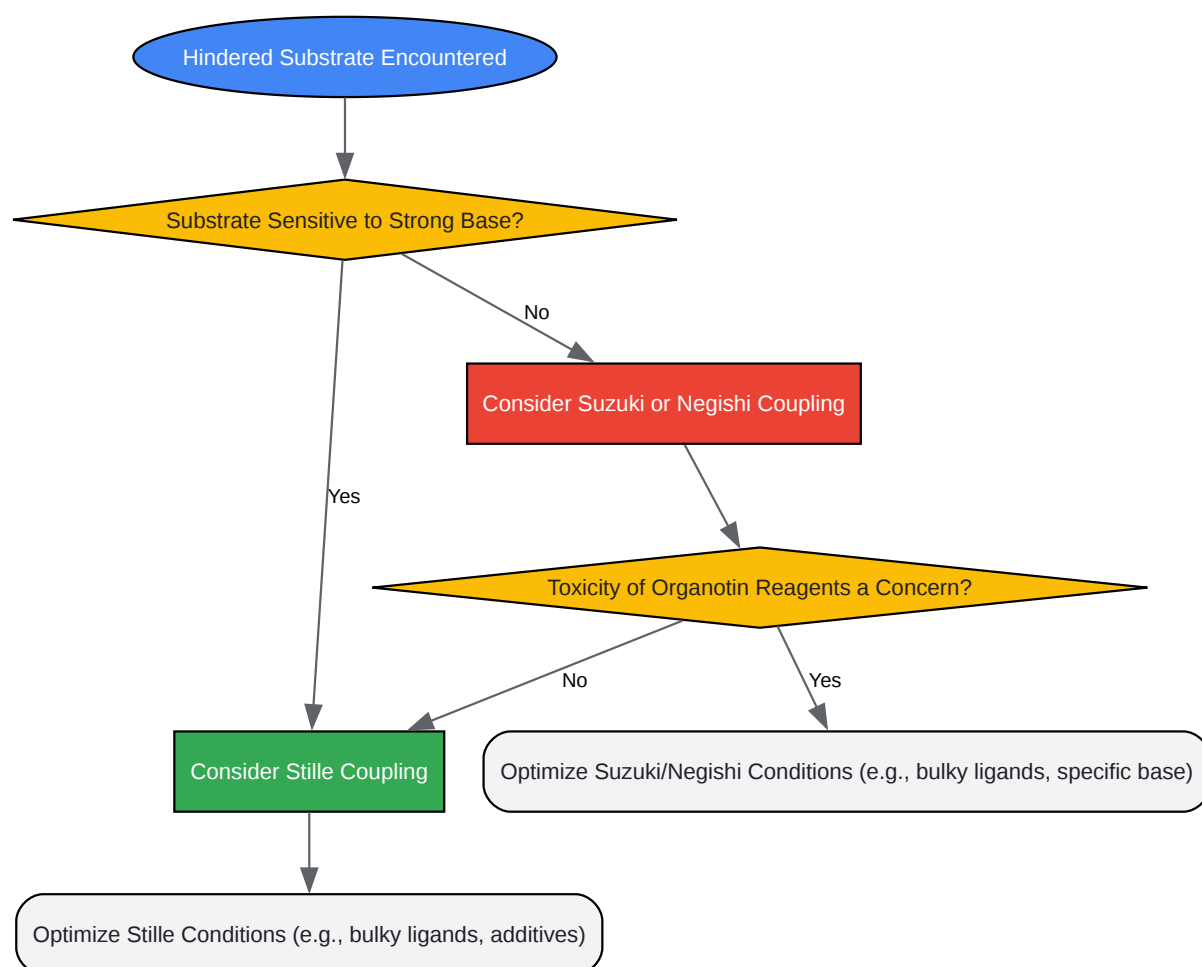 Hindered Substrate Encountered
Substrate Sensitive to Strong Base?
No
Consider Suzuki or Negishi Coupling
Yes
Toxicity of Organotin Reagents a Concern?
No
Yes
Consider Stille Coupling
Optimize Suzuki/Negishi Conditions (e.g., bulky ligands, specific base)
Optimize Stille Conditions (e.g., bulky ligands, additives)